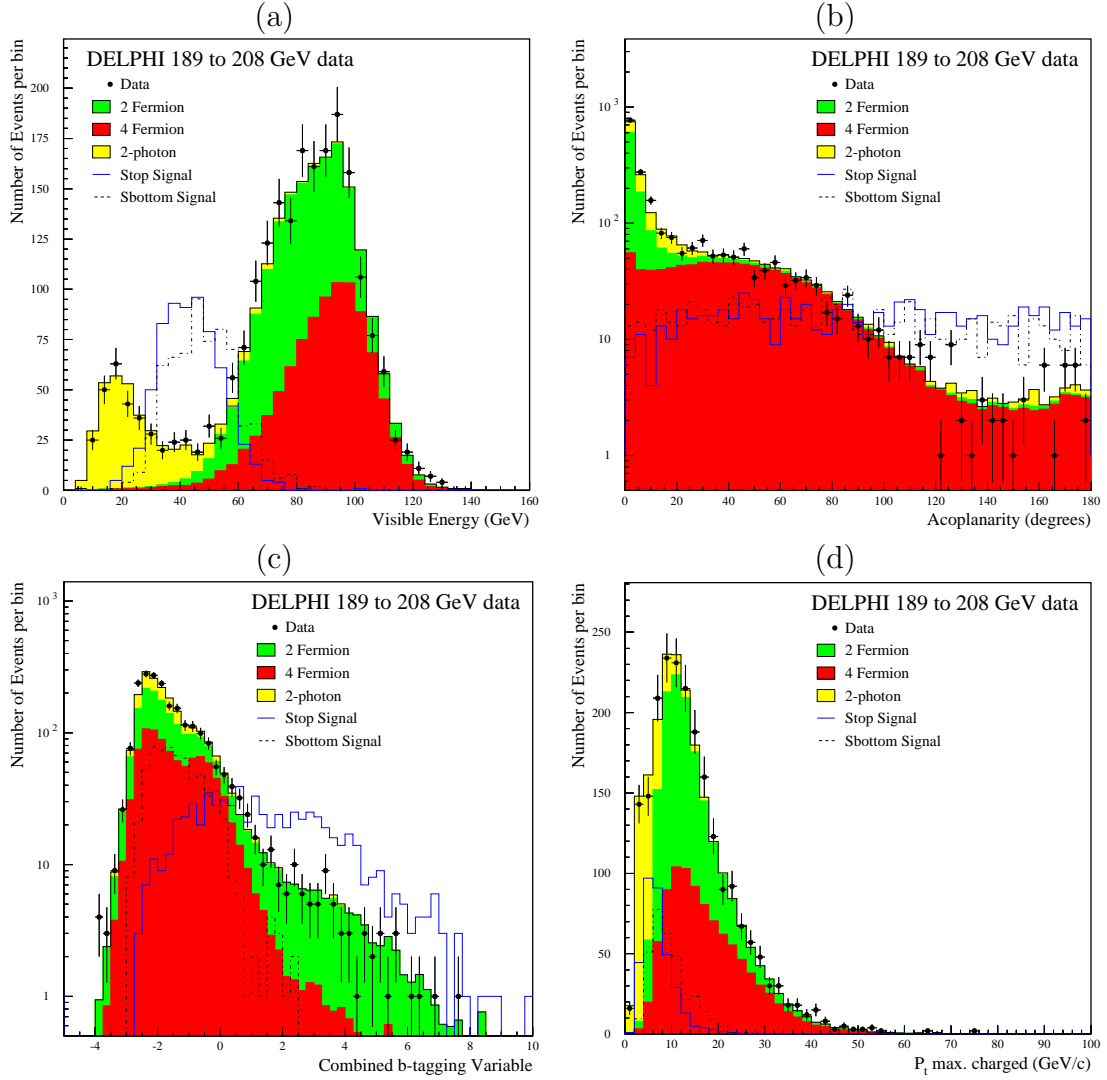 (a)
DELPHI 189 to 208 GeV data
Data
2 Fermion
4 Fermion
2-photon
Stop Signal
Sbottom Signal
Number of Events per bin
200
175
150
125
100
75
50
25
0
0 20 40 60 80 100 120 140 160
Visible Energy (GeV)
(b)
DELPHI 189 to 208 GeV data
Data
2 Fermion
4 Fermion
2-photon
Stop Signal
Sbottom Signal
Number of Events per bin
10³
10²
10
1
0 20 40 60 80 100 120 140 160 180
Acoplanarity (degrees)
(c)
DELPHI 189 to 208 GeV data
Data
2 Fermion
4 Fermion
2-photon
Stop Signal
Sbottom Signal
Number of Events per bin
10³
10²
10
1
-4 -2 0 2 4 6 8 10
Combined b-tagging Variable
(d)
DELPHI 189 to 208 GeV data
Data
2 Fermion
4 Fermion
2-photon
Stop Signal
Sbottom Signal
Number of Events per bin
250
200
150
100
50
0
0 10 20 30 40 50 60 70 80 90 100
Pₜ max. charged (GeV/c)